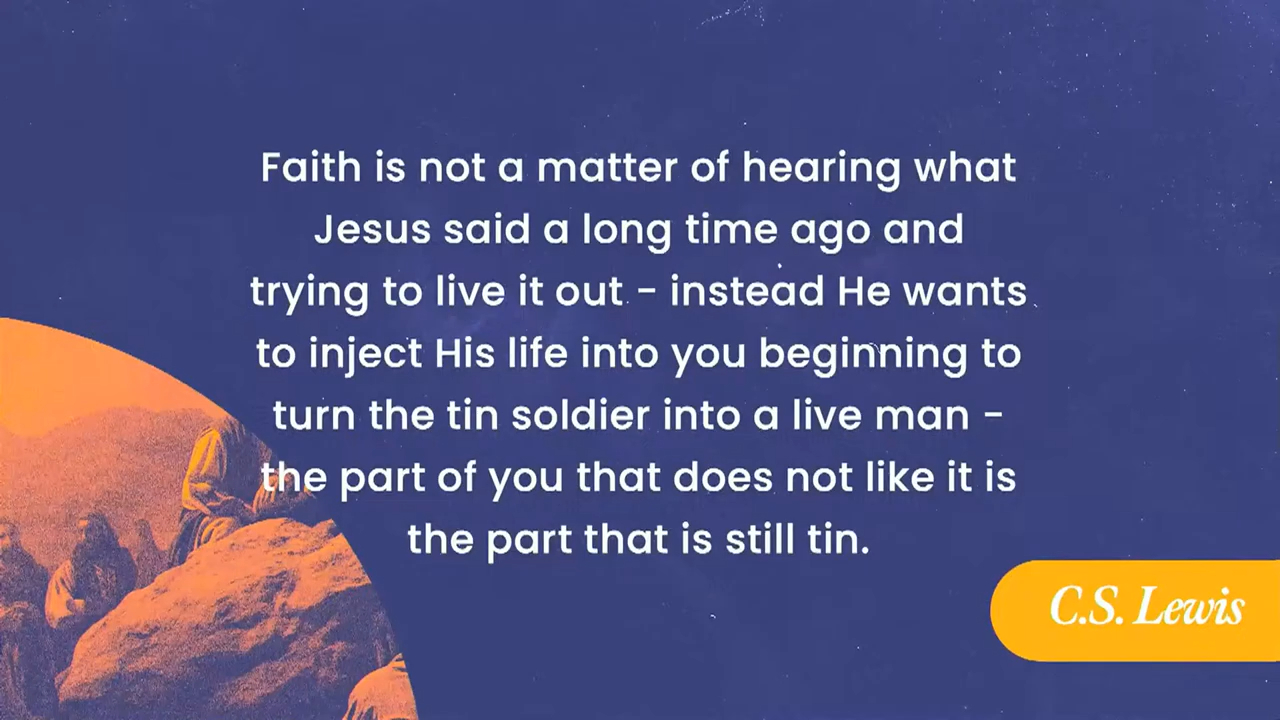 Faith is not a matter of hearing what
Jesus said a long time ago and
trying to live it out - instead He wants
to inject His life into you beginning to
turn the tin soldier into a live man -
the part of you that does not like it is
the part that is still tin.
C.S. Lewis